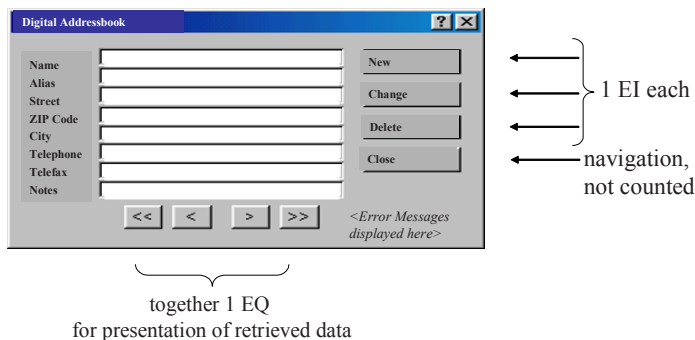 Digital Addressbook
? ×
Name
Alias
Street
ZIP Code
City
Telephone
Telefax
Notes
New
Change
Delete
Close
<< < > >>
<Error Messages
displayed here>
1 EI each
navigation,
not counted
together 1 EQ
for presentation of retrieved data